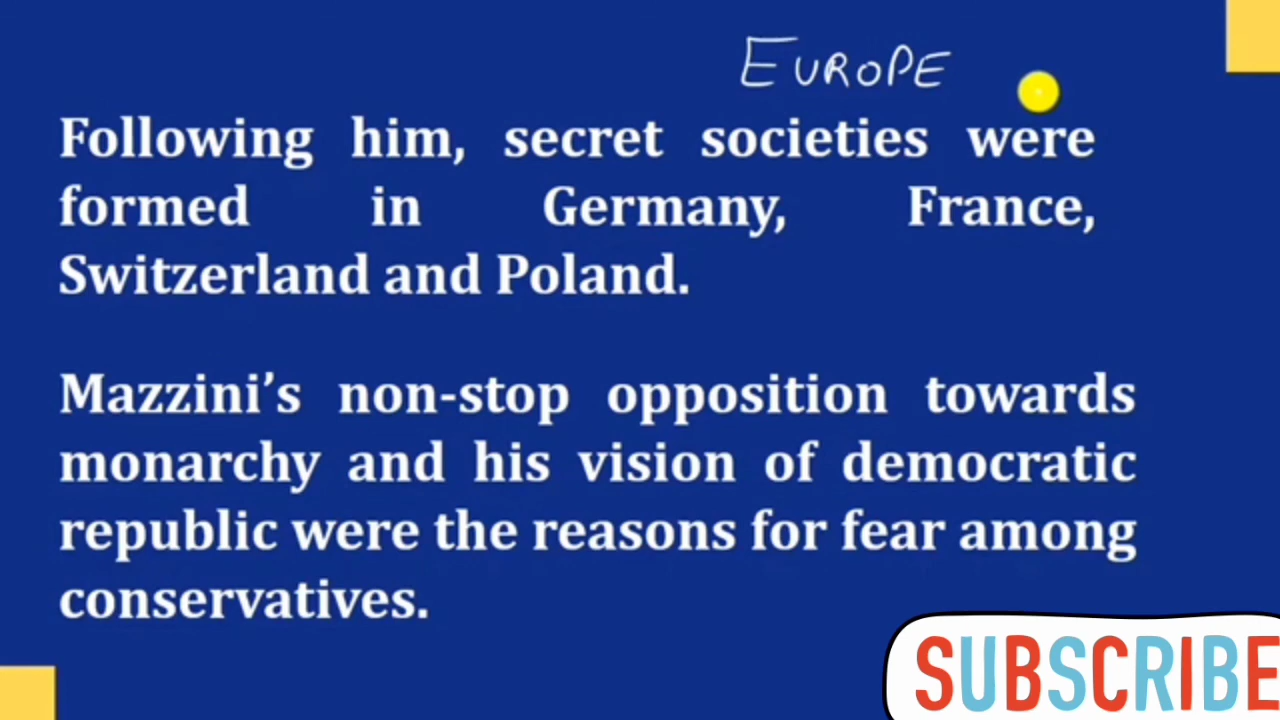 EUROPE
Following him, secret societies were
formed in Germany, France,
Switzerland and Poland.
Mazzini’s non-stop opposition towards
monarchy and his vision of democratic
republic were the reasons for fear among
conservatives.
SUBSCRIBE